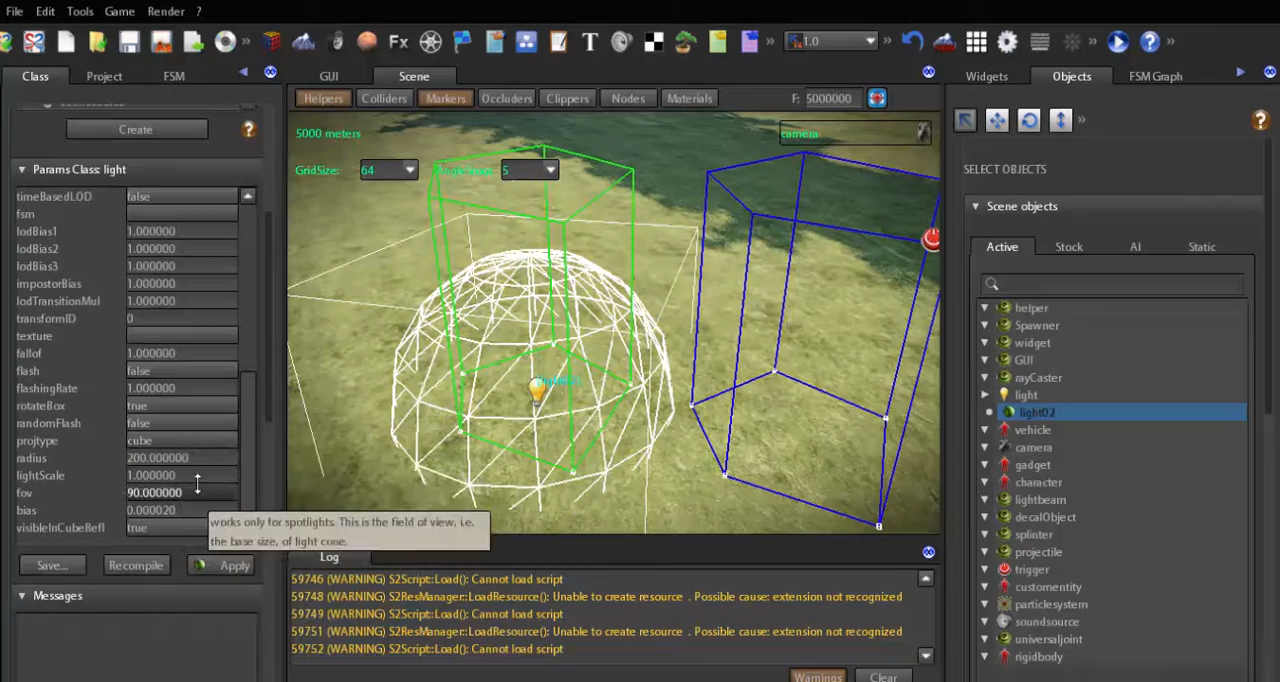 File Edit Tools Game Render ?
Fx T 1.0 ?
Class Project FSM
Create ?
Params Class: light
timeBasedLOD false
fsm
lodBias1 1.000000
lodBias2 1.000000
lodBias3 1.000000
impostorBias 1.000000
lodTransitionMul 1.000000
transformID 0
texture
fallof 1.000000
flash false
flashingRate 1.000000
rotateBox true
randomFlash false
projtype cube
radius 200.000000
lightScale 1.000000
fov 90.000000
bias 0.000020
visibleInCubeRefl true
works only for spotlights. This is the field of view, i.e.
the base size, of light cone.
Save... Recompile Apply
Messages
GUI Scene
Helpers Colliders Markers Occluders Clippers Nodes Materials F: 5000000
5000 meters camera
GridSize: 64 5
Log
59746 (WARNING) S2Script::Load(): Cannot load script
59748 (WARNING) S2ResManager::LoadResource(): Unable to create resource . Possible cause: extension not recognized
59749 (WARNING) S2Script::Load(): Cannot load script
59751 (WARNING) S2ResManager::LoadResource(): Unable to create resource . Possible cause: extension not recognized
59752 (WARNING) S2Script::Load(): Cannot load script
Warnings Clear
Widgets Objects FSM Graph
?
SELECT OBJECTS
Scene objects
Active Stock AI Static
helper
Spawner
widget
GUI
rayCaster
light
light02
vehicle
camera
gadget
character
lightbeam
decalObject
splinter
projectile
trigger
customentity
particlesystem
soundsource
universaljoint
rigidbody